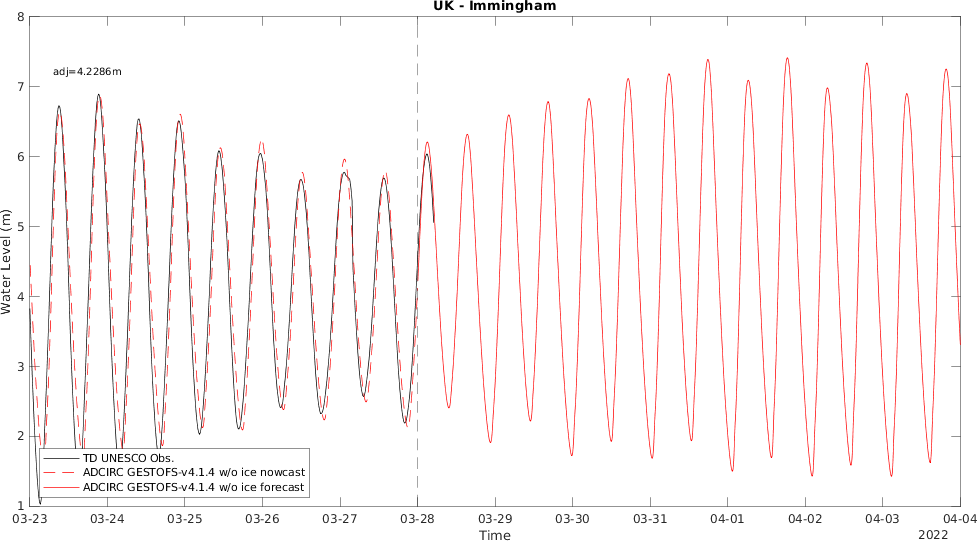 UK - Immingham
8
adj=4.2286m
7
6
5
4
3
2
1
Water Level (m)
TD UNESCO Obs.
ADCIRC GESTOFS-v4.1.4 w/o ice nowcast
ADCIRC GESTOFS-v4.1.4 w/o ice forecast
03-23 03-24 03-25 03-26 03-27 03-28 03-29 03-30 03-31 04-01 04-02 04-03 04-04
Time
2022